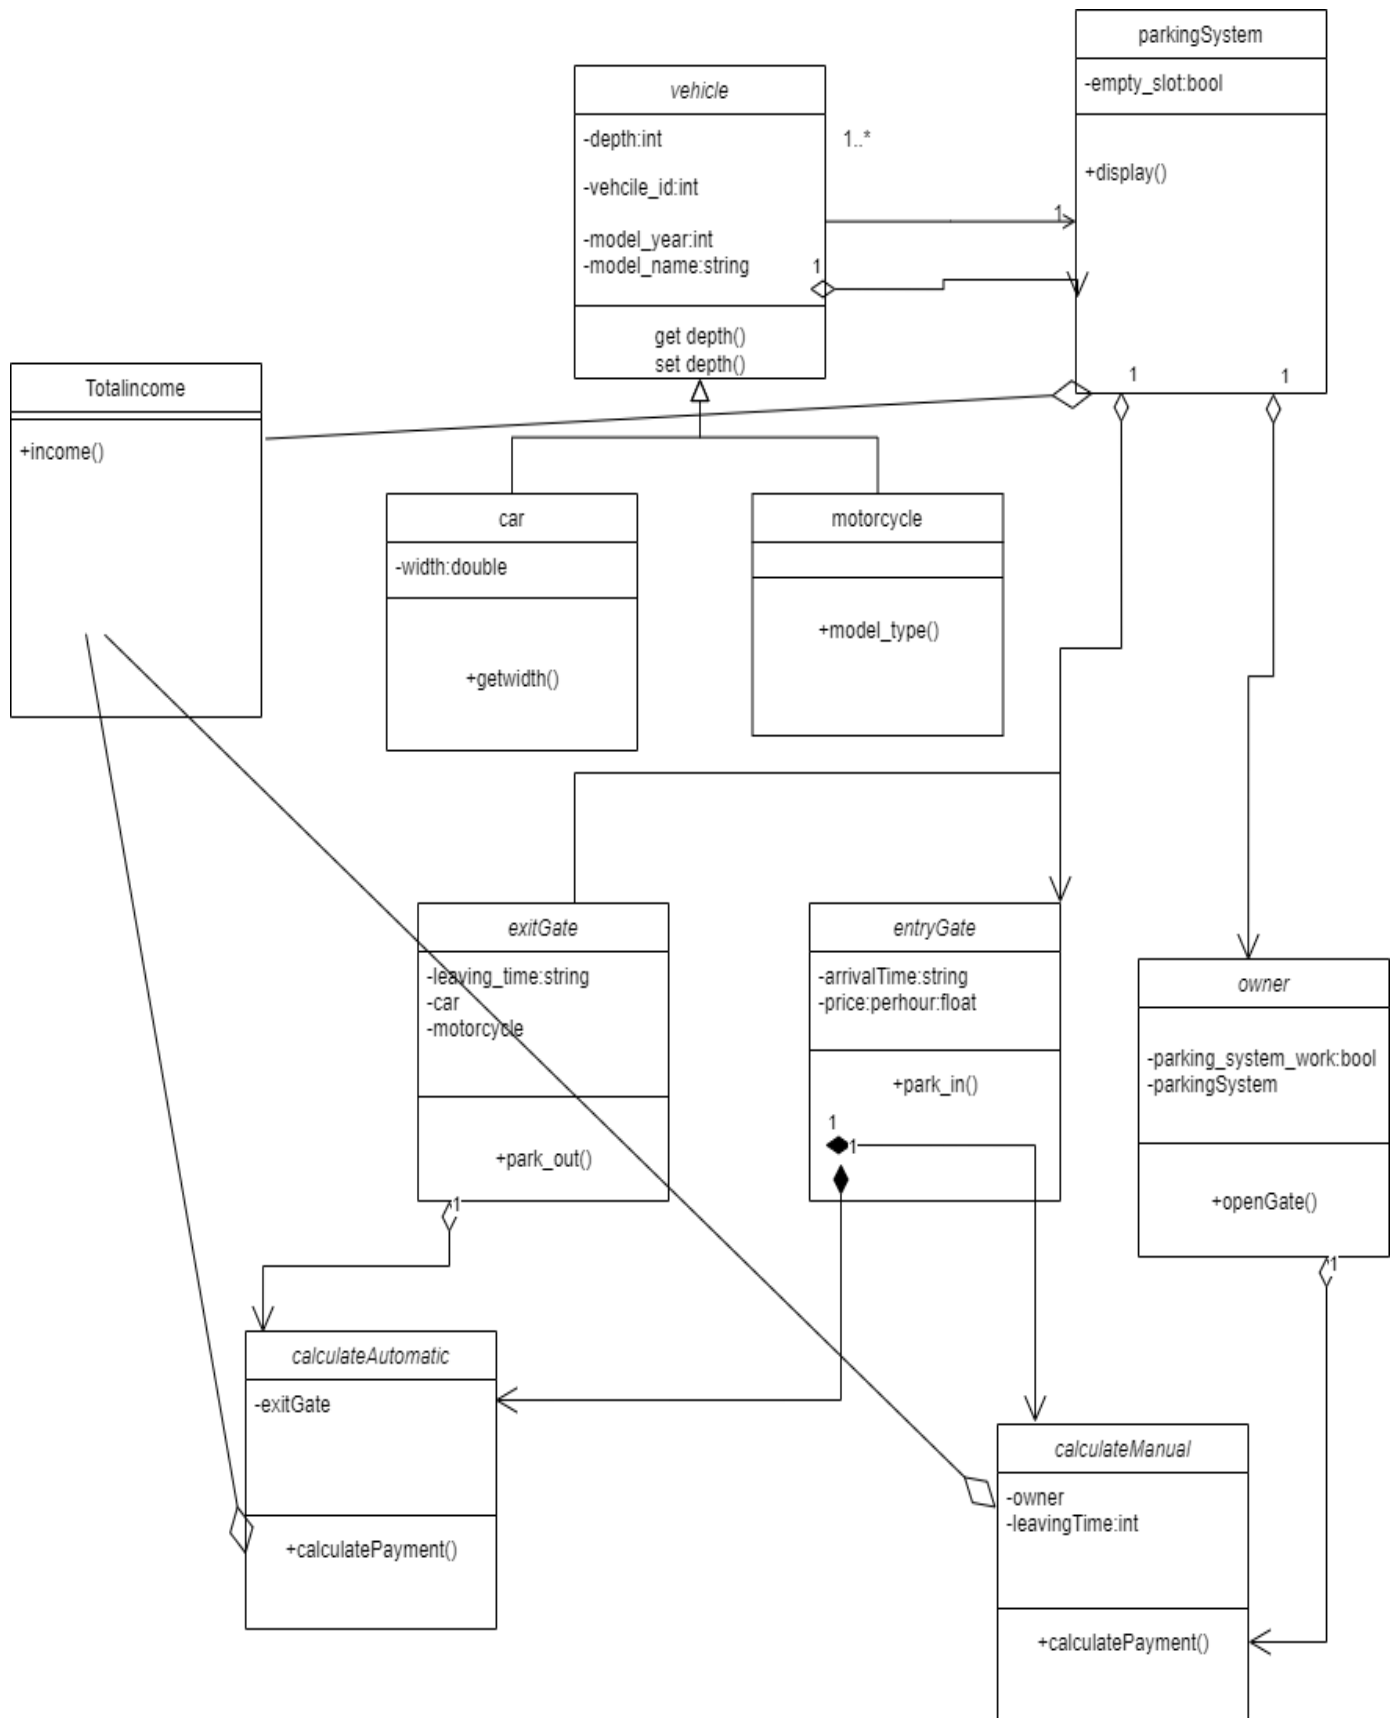 parkingSystem
-empty_slot:bool
+display()
vehicle
-depth:int
-vehcile_id:int
-model_year:int
-model_name:string
get depth()
set depth()
1..*
1
1
1
1
Totalincome
+income()
car
-width:double
+getwidth()
motorcycle
+model_type()
exitGate
-leaving_time:string
-car
-motorcycle
+park_out()
1
entryGate
-arrivalTime:string
-price:perhour:float
+park_in()
1
1
owner
-parking_system_work:bool
-parkingSystem
+openGate()
1
calculateAutomatic
-exitGate
+calculatePayment()
calculateManual
-owner
-leavingTime:int
+calculatePayment()